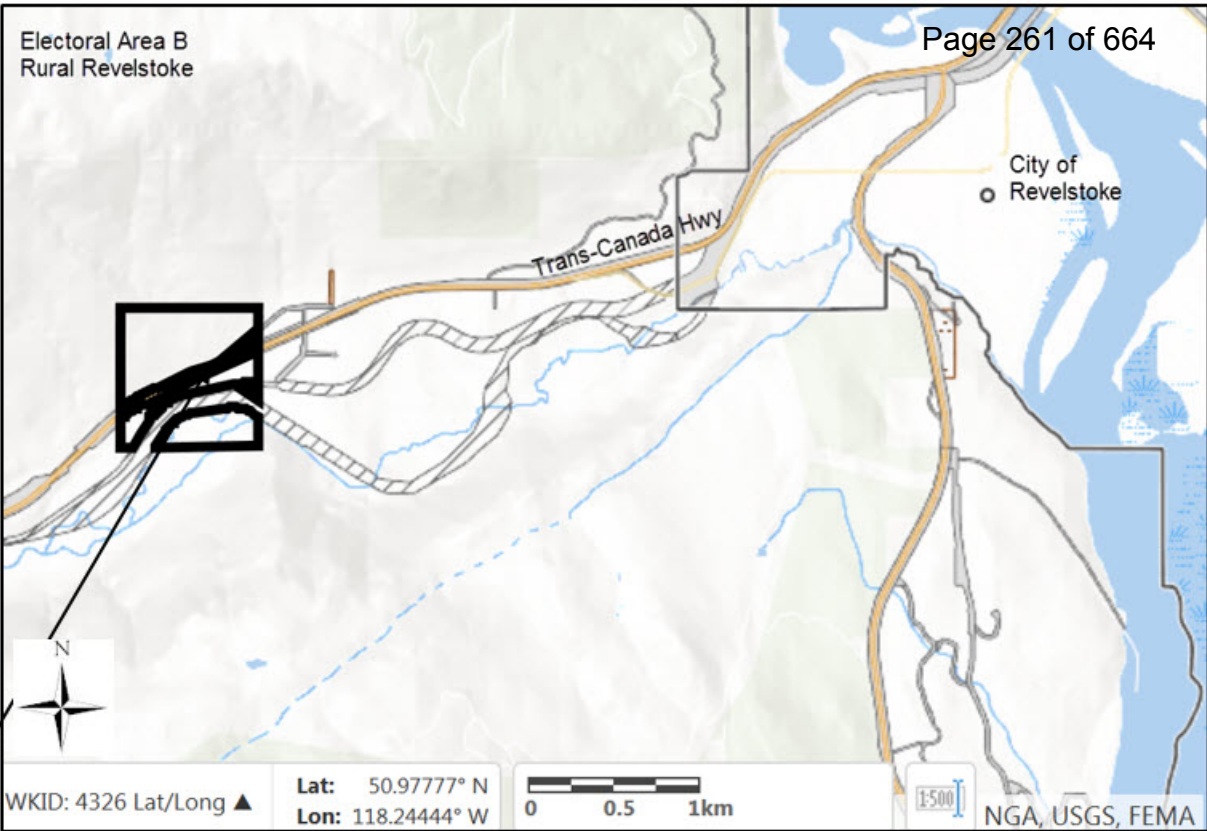 Electoral Area B
Rural Revelstoke
Page 261 of 664
City of
Revelstoke
Trans-Canada Hwy
N
WKID: 4326 Lat/Long ▲
Lat: 50.97777° N
Lon: 118.24444° W
0 0.5 1km
1:500
NGA, USGS, FEMA